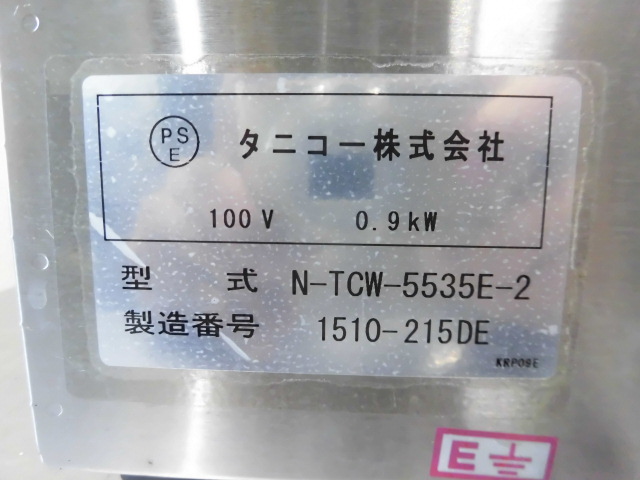 PS
E
タニコー株式会社
100V 0.9kW
型 式 N-TCW-5535E-2
製造番号 1510-215DE
KRP09E
E